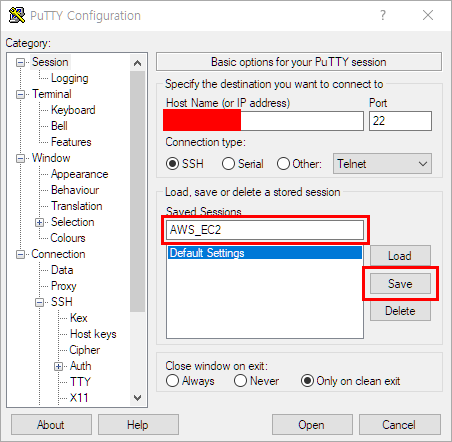 PuTTY Configuration
?
Category:
Session
Logging
Terminal
Keyboard
Bell
Features
Window
Appearance
Behaviour
Translation
Selection
Colours
Connection
Data
Proxy
SSH
Kex
Host keys
Cipher
Auth
TTY
X11
Basic options for your PuTTY session
Specify the destination you want to connect to
Host Name (or IP address) Port
22
Connection type:
SSH Serial Other: Telnet
Load, save or delete a stored session
Saved Sessions
AWS_EC2
Default Settings
Load
Save
Delete
Close window on exit:
Always Never Only on clean exit
About Help Open Cancel